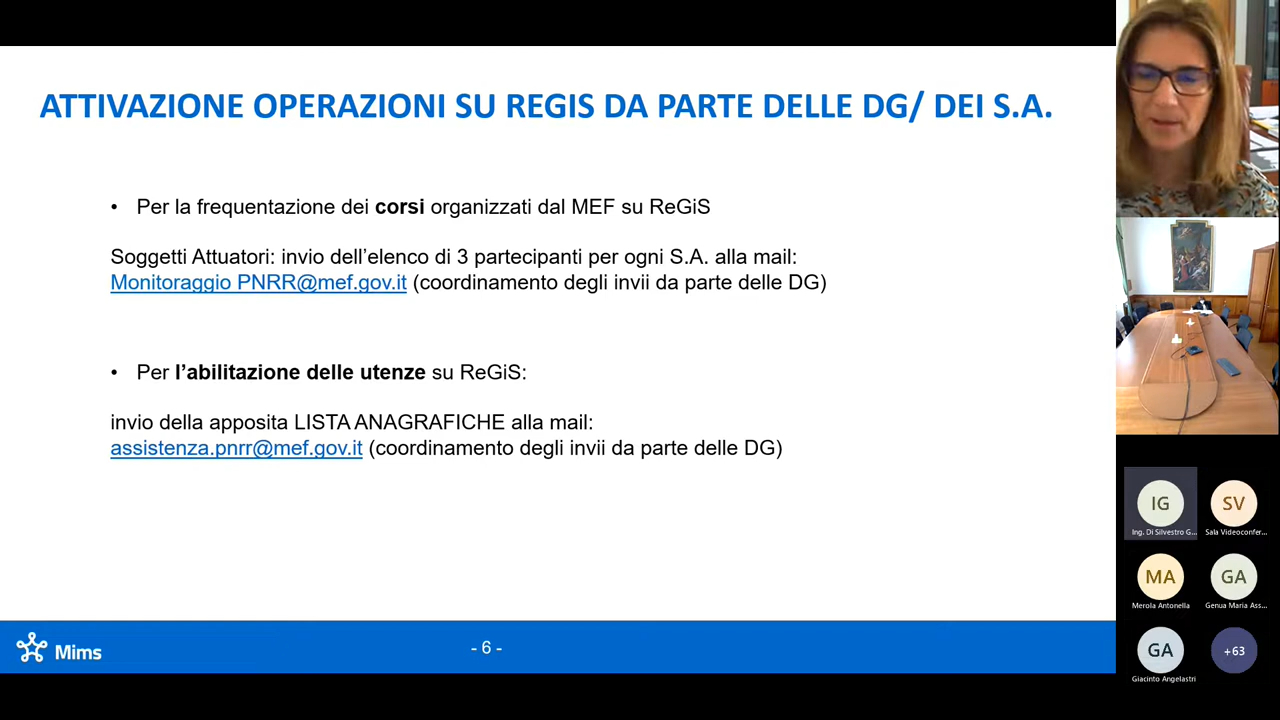 ATTIVAZIONE OPERAZIONI SU REGIS DA PARTE DELLE DG/ DEI S.A.
• Per la frequentazione dei corsi organizzati dal MEF su ReGiS
Soggetti Attuatori: invio dell’elenco di 3 partecipanti per ogni S.A. alla mail:
Monitoraggio PNRR@mef.gov.it (coordinamento degli invii da parte delle DG)
• Per l’abilitazione delle utenze su ReGiS:
invio della apposita LISTA ANAGRAFICHE alla mail:
assistenza.pnrr@mef.gov.it (coordinamento degli invii da parte delle DG)
Mims
- 6 -
IG
SV
Ing. Di Silvestro G...
Sala Videoconfer...
MA
GA
Merola Antonella
Genua Maria Ass...
GA
+63
Giacinto Angelastri